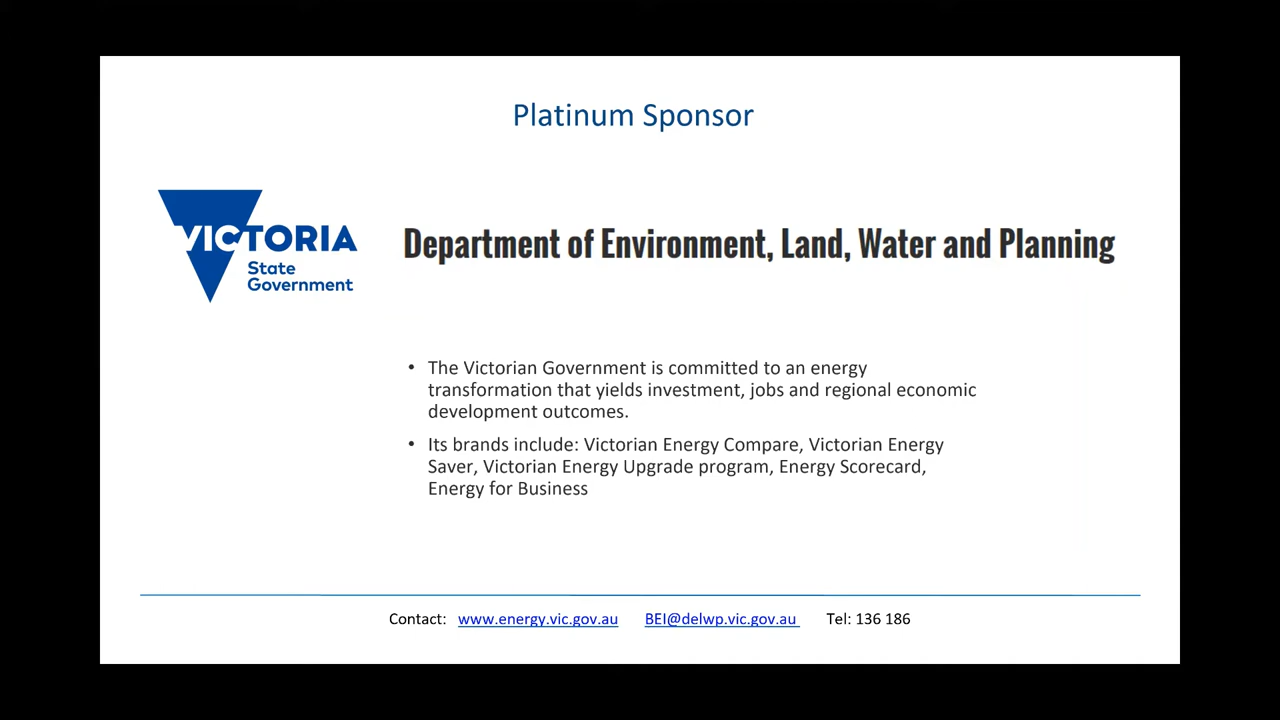 Platinum Sponsor
VICTORIA
State
Government
Department of Environment, Land, Water and Planning
• The Victorian Government is committed to an energy
transformation that yields investment, jobs and regional economic
development outcomes.
• Its brands include: Victorian Energy Compare, Victorian Energy
Saver, Victorian Energy Upgrade program, Energy Scorecard,
Energy for Business
Contact: www.energy.vic.gov.au BEI@delwp.vic.gov.au Tel: 136 186